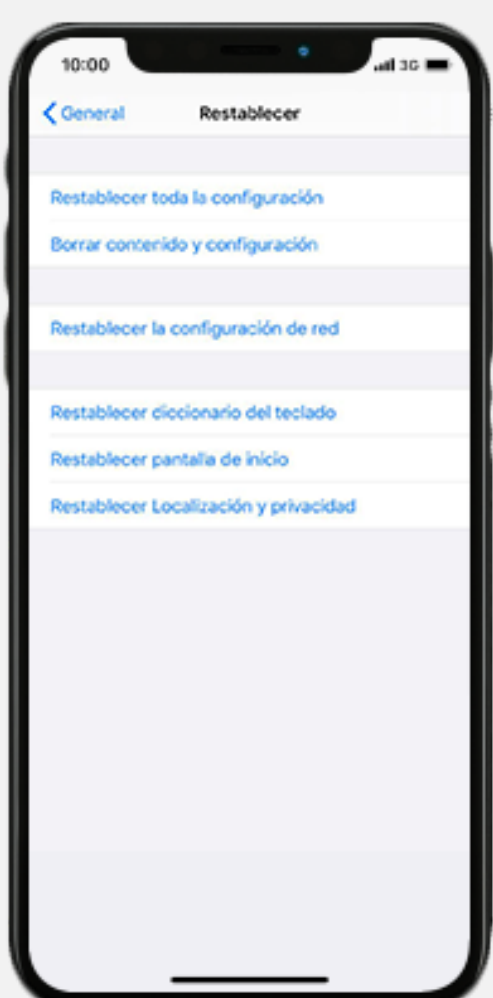 10:00
3G
General
Restablecer
Restablecer toda la configuración
Borrar contenido y configuración
Restablecer la configuración de red
Restablecer diccionario del teclado
Restablecer pantalla de inicio
Restablecer Localización y privacidad